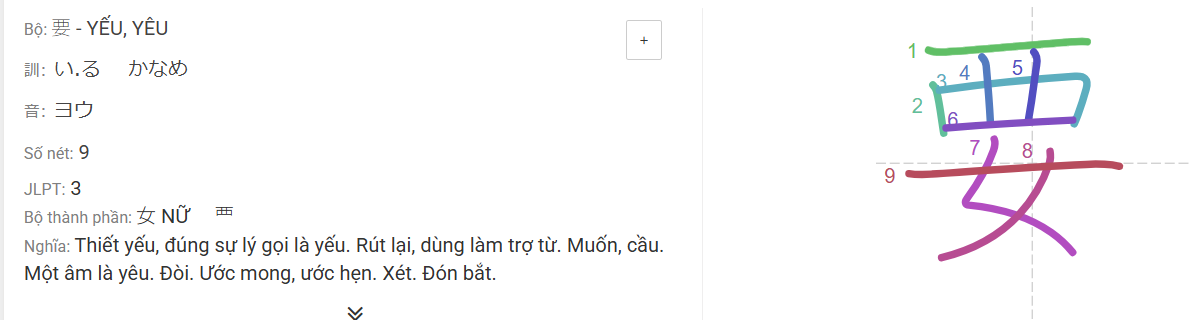 Bộ: 要 - YẾU, YÊU
+
訓: い.る かなめ
音: ヨウ
Số nét: 9
JLPT: 3
Bộ thành phần: 女 NỮ 覀
Nghĩa: Thiết yếu, đúng sự lý gọi là yếu. Rút lại, dùng làm trợ từ. Muốn, cầu.
Một âm là yêu. Đòi. Ước mong, ước hẹn. Xét. Đón bắt.
要
1
2
3
4
5
6
7
8
9